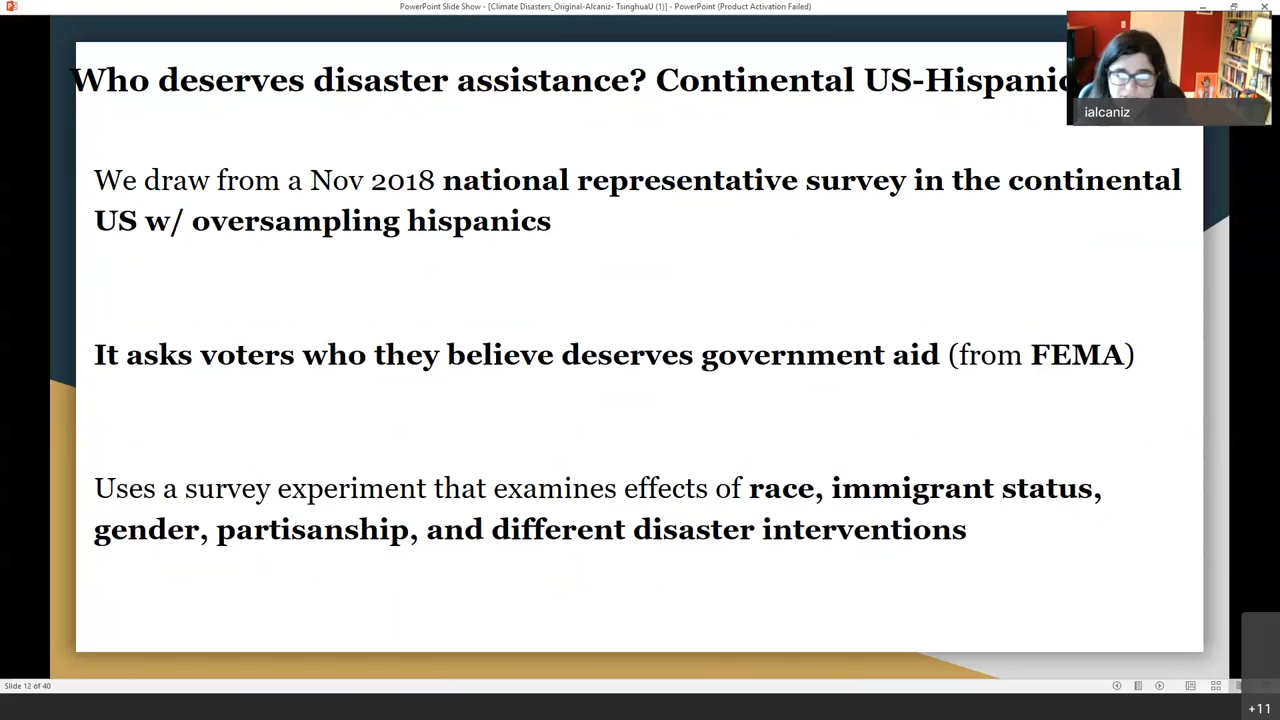 PowerPoint Slide Show - [Climate Disasters_Original-Alcaniz- TsinghuaU (1)] - PowerPoint (Product Activation Failed)
Who deserves disaster assistance? Continental US-Hispanic
ialcaniz
We draw from a Nov 2018 national representative survey in the continental
US w/ oversampling hispanics
It asks voters who they believe deserves government aid (from FEMA)
Uses a survey experiment that examines effects of race, immigrant status,
gender, partisanship, and different disaster interventions
Slide 12 of 40
+11